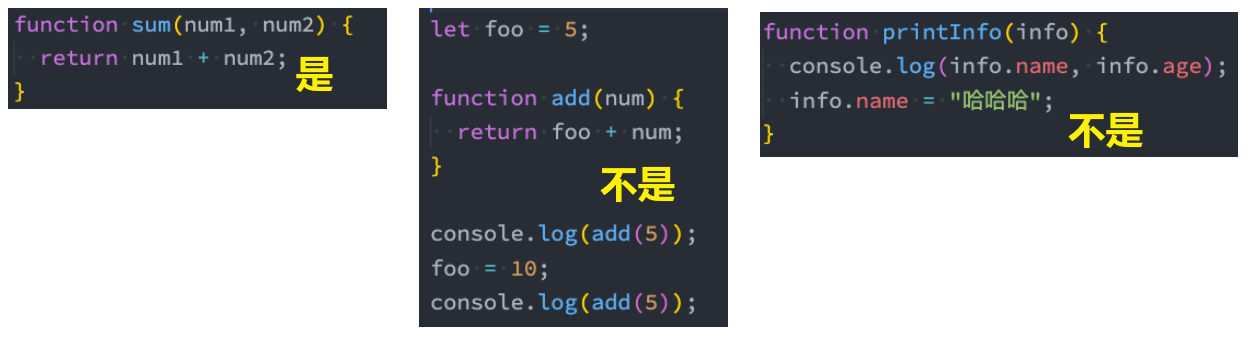 function sum(num1, num2) {
  return num1 + num2;
}
是
let foo = 5;
function add(num) {
  return foo + num;
}
不是
console.log(add(5));
foo = 10;
console.log(add(5));
function printInfo(info) {
  console.log(info.name, info.age);
  info.name = "哈哈哈";
}
不是